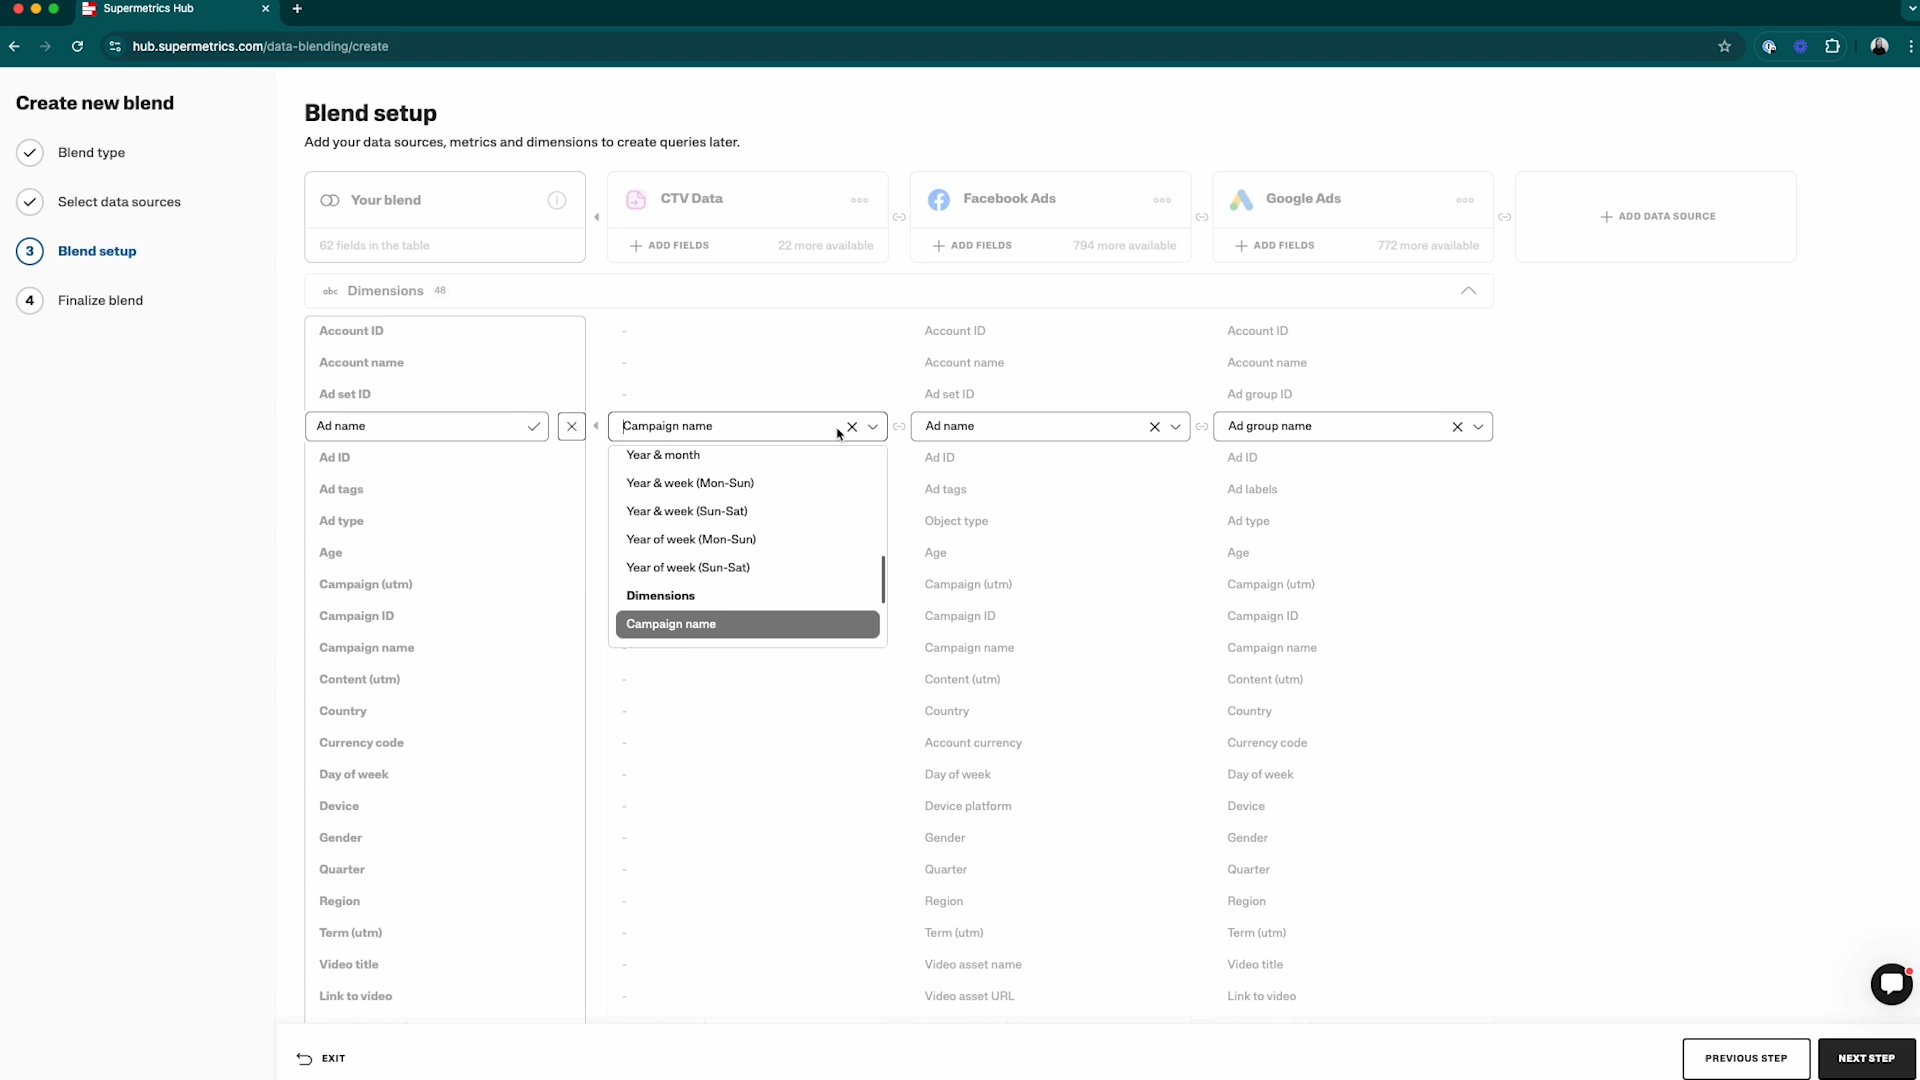 Supermetrics Hub
hub.supermetrics.com/data-blending/create
Create new blend
Blend type
Select data sources
3 Blend setup
4 Finalize blend
Blend setup
Add your data sources, metrics and dimensions to create queries later.
Your blend
62 fields in the table
CTV Data
ADD FIELDS 22 more available
Facebook Ads
ADD FIELDS 794 more available
Google Ads
ADD FIELDS 772 more available
ADD DATA SOURCE
abc Dimensions 48
Account ID - Account ID Account ID
Account name - Account name Account name
Ad set ID - Ad set ID Ad group ID
Ad name Campaign name Ad name Ad group name
Year & month
Year & week (Mon-Sun)
Year & week (Sun-Sat)
Year of week (Mon-Sun)
Year of week (Sun-Sat)
Dimensions
Campaign name
Ad ID Ad ID Ad ID
Ad tags Ad tags Ad labels
Ad type Object type Ad type
Age Age Age
Campaign (utm) Campaign (utm) Campaign (utm)
Campaign ID Campaign ID Campaign ID
Campaign name Campaign name Campaign name
Content (utm) - Content (utm) Content (utm)
Country - Country Country
Currency code - Account currency Currency code
Day of week - Day of week Day of week
Device - Device platform Device
Gender - Gender Gender
Quarter - Quarter Quarter
Region - Region Region
Term (utm) - Term (utm) Term (utm)
Video title - Video asset name Video title
Link to video - Video asset URL Link to video
EXIT
PREVIOUS STEP
NEXT STEP